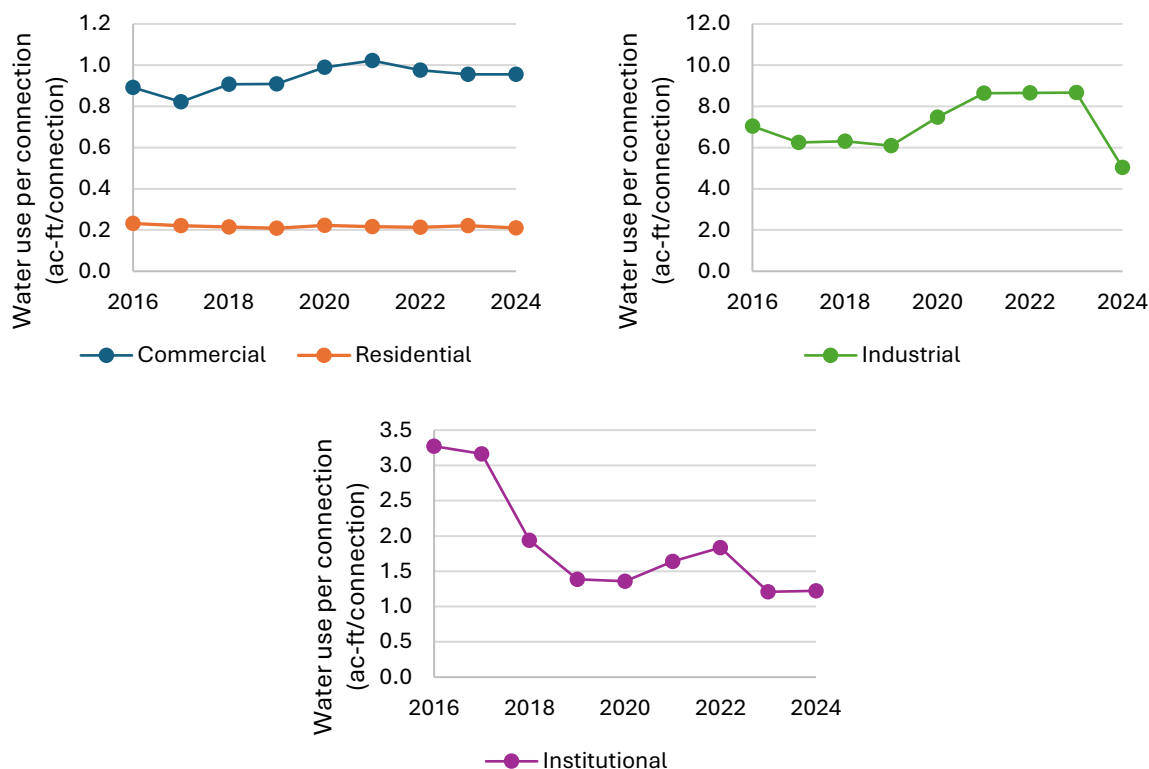 Water use per connection
(ac-ft/connection)
1.2
1.0
0.8
0.6
0.4
0.2
0.0
2016 2018 2020 2022 2024
Commercial Residential
Water use per connection
(ac-ft/connection)
12.0
10.0
8.0
6.0
4.0
2.0
0.0
2016 2018 2020 2022 2024
Industrial
Water use per connection
(ac-ft/connection)
3.5
3.0
2.5
2.0
1.5
1.0
0.5
0.0
2016 2018 2020 2022 2024
Institutional